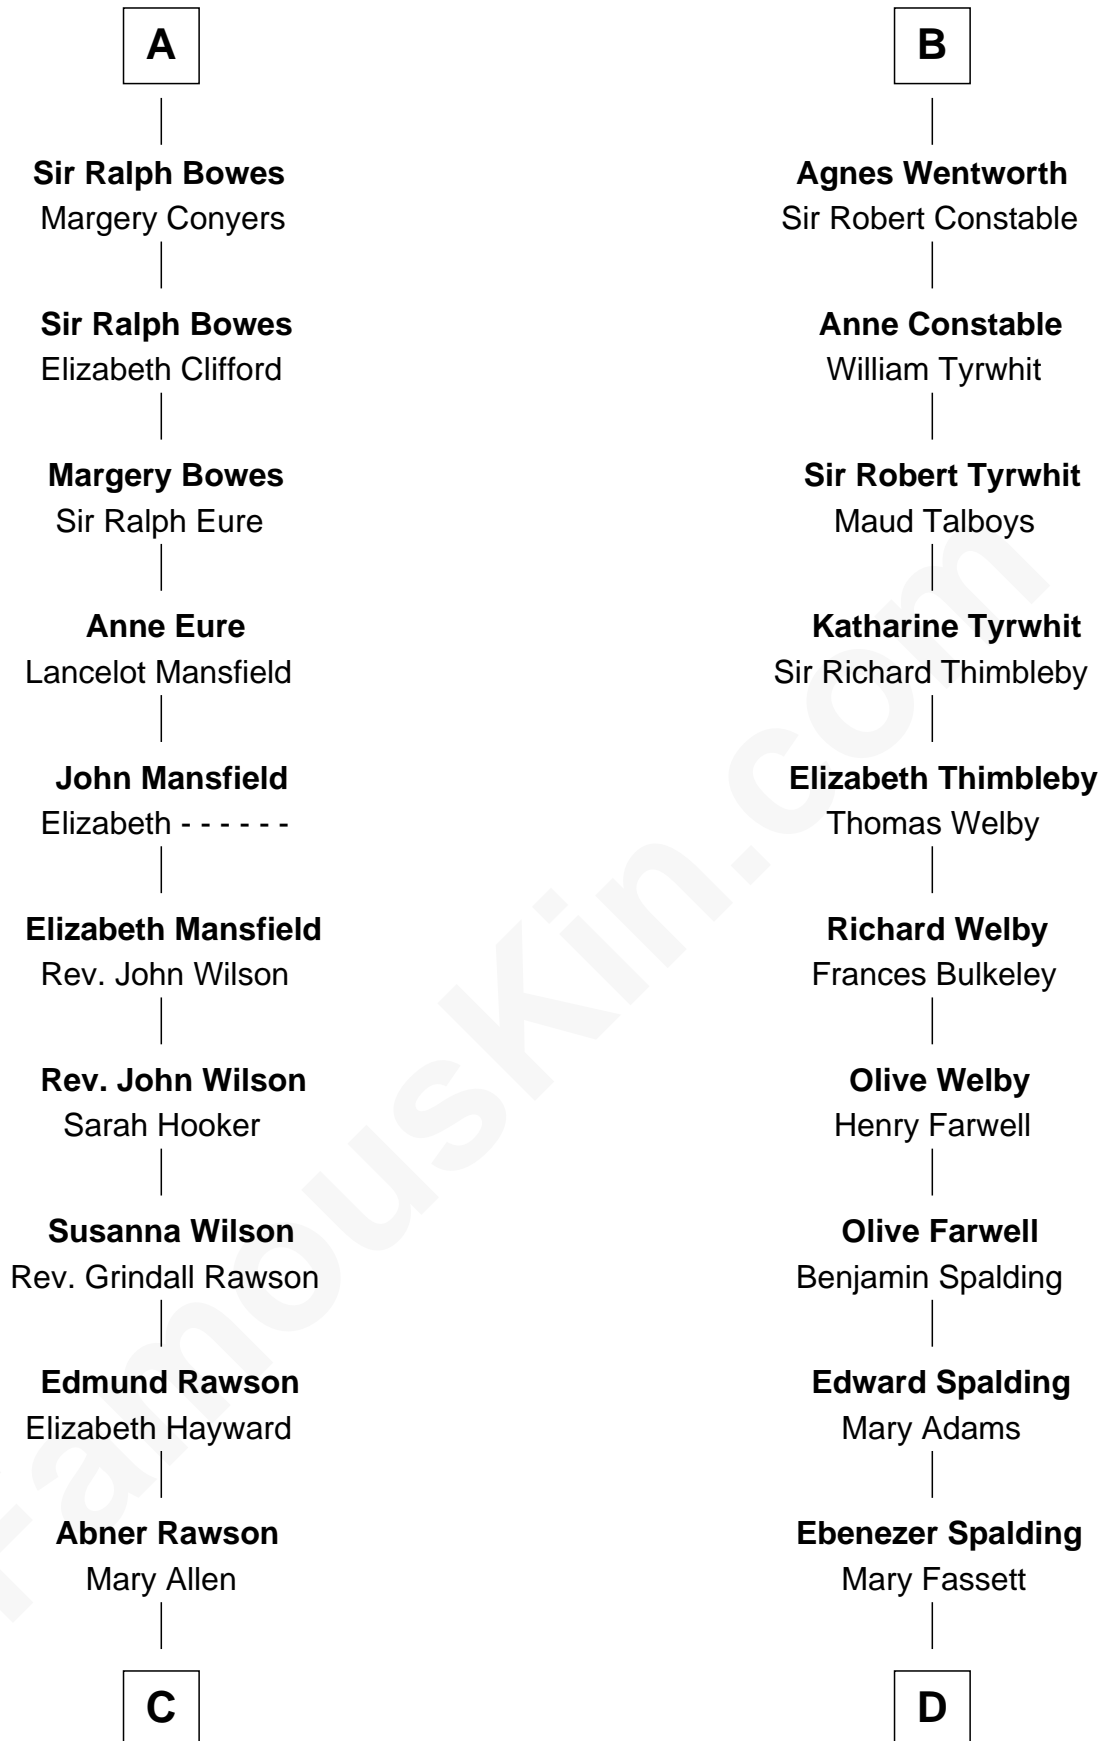 A
Sir Ralph Bowes
Margery Conyers
Sir Ralph Bowes
Elizabeth Clifford
Margery Bowes
Sir Ralph Eure
Anne Eure
Lancelot Mansfield
John Mansfield
Elizabeth - - - - - -
Elizabeth Mansfield
Rev. John Wilson
Rev. John Wilson
Sarah Hooker
Susanna Wilson
Rev. Grindall Rawson
Edmund Rawson
Elizabeth Hayward
Abner Rawson
Mary Allen
C
B
Agnes Wentworth
Sir Robert Constable
Anne Constable
William Tyrwhit
Sir Robert Tyrwhit
Maud Talboys
Katharine Tyrwhit
Sir Richard Thimbleby
Elizabeth Thimbleby
Thomas Welby
Richard Welby
Frances Bulkeley
Olive Welby
Henry Farwell
Olive Farwell
Benjamin Spalding
Edward Spalding
Mary Adams
Ebenezer Spalding
Mary Fassett
D
FamousKin.com